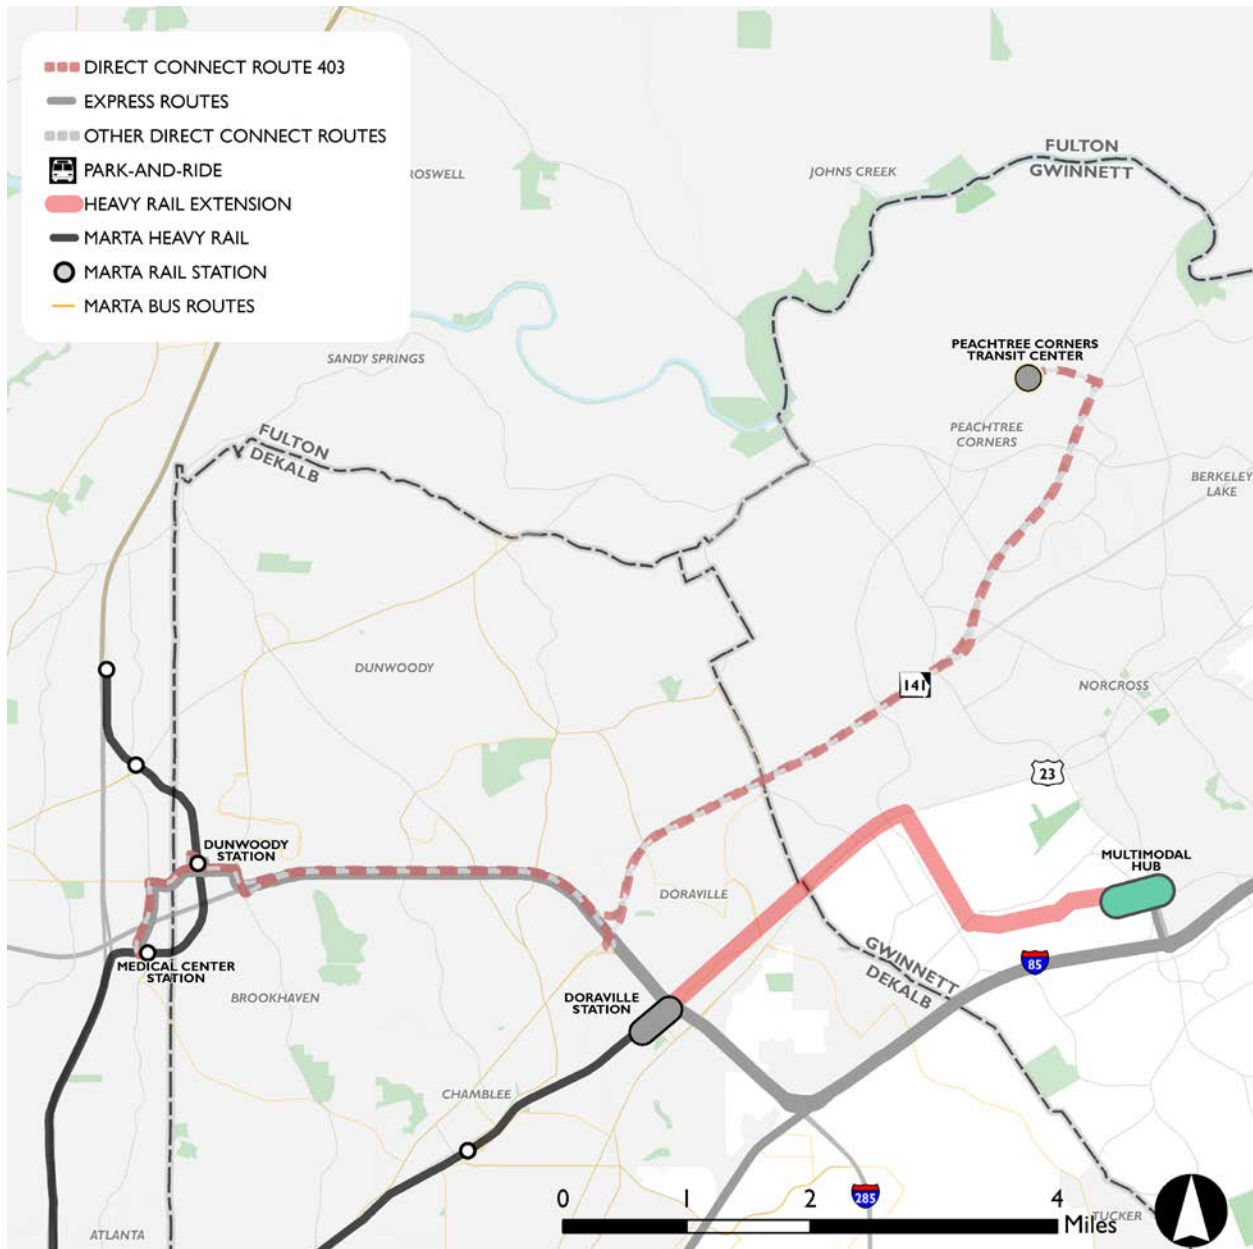 DIRECT CONNECT ROUTE 403
EXPRESS ROUTES
OTHER DIRECT CONNECT ROUTES
PARK-AND-RIDE
HEAVY RAIL EXTENSION
MARTA HEAVY RAIL
MARTA RAIL STATION
MARTA BUS ROUTES
FULTON
GWINNETT
ROSWELL
JOHNS CREEK
SANDY SPRINGS
PEACHTREE CORNERS
TRANSIT CENTER
PEACHTREE
CORNERS
FULTON
DEKALB
BERKELEY
LAKE
DUNWOODY
141
NORCROSS
23
DUNWOODY
STATION
MULTIMODAL
HUB
DORAVILLE
GWINNETT
DEKALB
85
MEDICAL CENTER
STATION
BROOKHAVEN
DORAVILLE
STATION
CHAMBLEE
0 1 2 4
Miles
285
TUCKER
ATLANTA